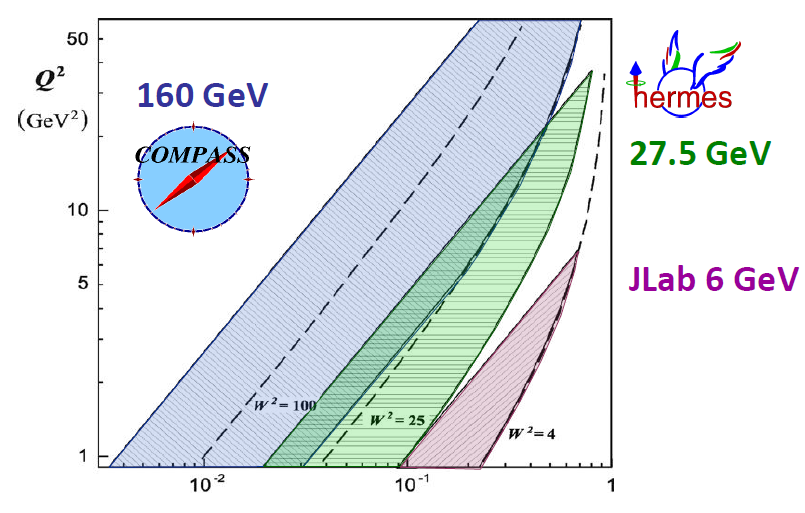 50
Q²
(GeV²)
10
5
1
160 GeV
COMPASS
hermes
27.5 GeV
JLab 6 GeV
W² = 100
W² = 25
W² = 4
10⁻²
10⁻¹
1